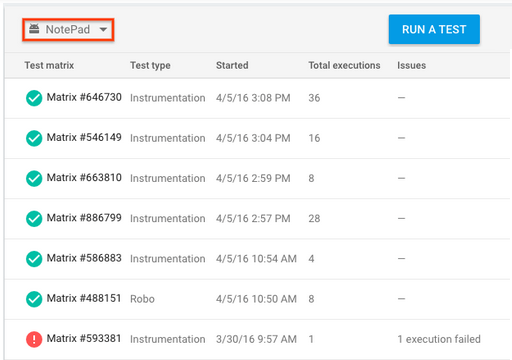 NotePad RUN A TEST
Test matrix Test type Started Total executions Issues
Matrix #646730 Instrumentation 4/5/16 3:08 PM 36 —
Matrix #546149 Instrumentation 4/5/16 3:04 PM 16 —
Matrix #663810 Instrumentation 4/5/16 2:59 PM 8 —
Matrix #886799 Instrumentation 4/5/16 2:57 PM 28 —
Matrix #586883 Instrumentation 4/5/16 10:54 AM 4 —
Matrix #488151 Robo 4/5/16 10:50 AM 8 —
Matrix #593381 Instrumentation 3/30/16 9:57 AM 1 1 execution failed